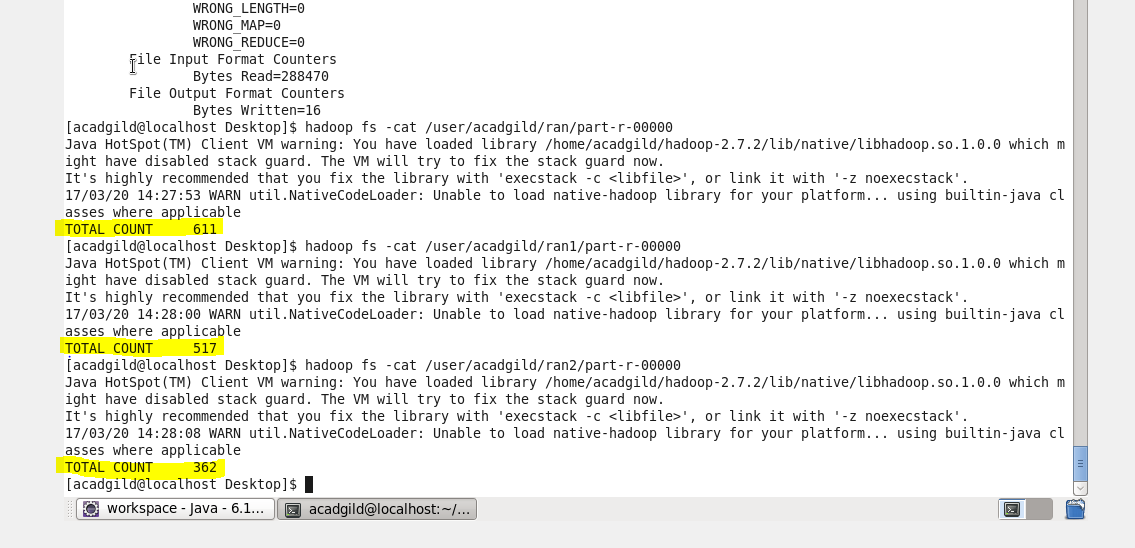 WRONG_LENGTH=0
WRONG_MAP=0
WRONG_REDUCE=0
File Input Format Counters
Bytes Read=288470
File Output Format Counters
Bytes Written=16
[acadgild@localhost Desktop]$ hadoop fs -cat /user/acadgild/ran/part-r-00000
Java HotSpot(TM) Client VM warning: You have loaded library /home/acadgild/hadoop-2.7.2/lib/native/libhadoop.so.1.0.0 which m
ight have disabled stack guard. The VM will try to fix the stack guard now.
It's highly recommended that you fix the library with 'execstack -c <libfile>', or link it with '-z noexecstack'.
17/03/20 14:27:53 WARN util.NativeCodeLoader: Unable to load native-hadoop library for your platform... using builtin-java cl
asses where applicable
TOTAL COUNT 611
[acadgild@localhost Desktop]$ hadoop fs -cat /user/acadgild/ran1/part-r-00000
Java HotSpot(TM) Client VM warning: You have loaded library /home/acadgild/hadoop-2.7.2/lib/native/libhadoop.so.1.0.0 which m
ight have disabled stack guard. The VM will try to fix the stack guard now.
It's highly recommended that you fix the library with 'execstack -c <libfile>', or link it with '-z noexecstack'.
17/03/20 14:28:00 WARN util.NativeCodeLoader: Unable to load native-hadoop library for your platform... using builtin-java cl
asses where applicable
TOTAL COUNT 517
[acadgild@localhost Desktop]$ hadoop fs -cat /user/acadgild/ran2/part-r-00000
Java HotSpot(TM) Client VM warning: You have loaded library /home/acadgild/hadoop-2.7.2/lib/native/libhadoop.so.1.0.0 which m
ight have disabled stack guard. The VM will try to fix the stack guard now.
It's highly recommended that you fix the library with 'execstack -c <libfile>', or link it with '-z noexecstack'.
17/03/20 14:28:08 WARN util.NativeCodeLoader: Unable to load native-hadoop library for your platform... using builtin-java cl
asses where applicable
TOTAL COUNT 362
[acadgild@localhost Desktop]$
workspace - Java - 6.1... acadgild@localhost:~/...